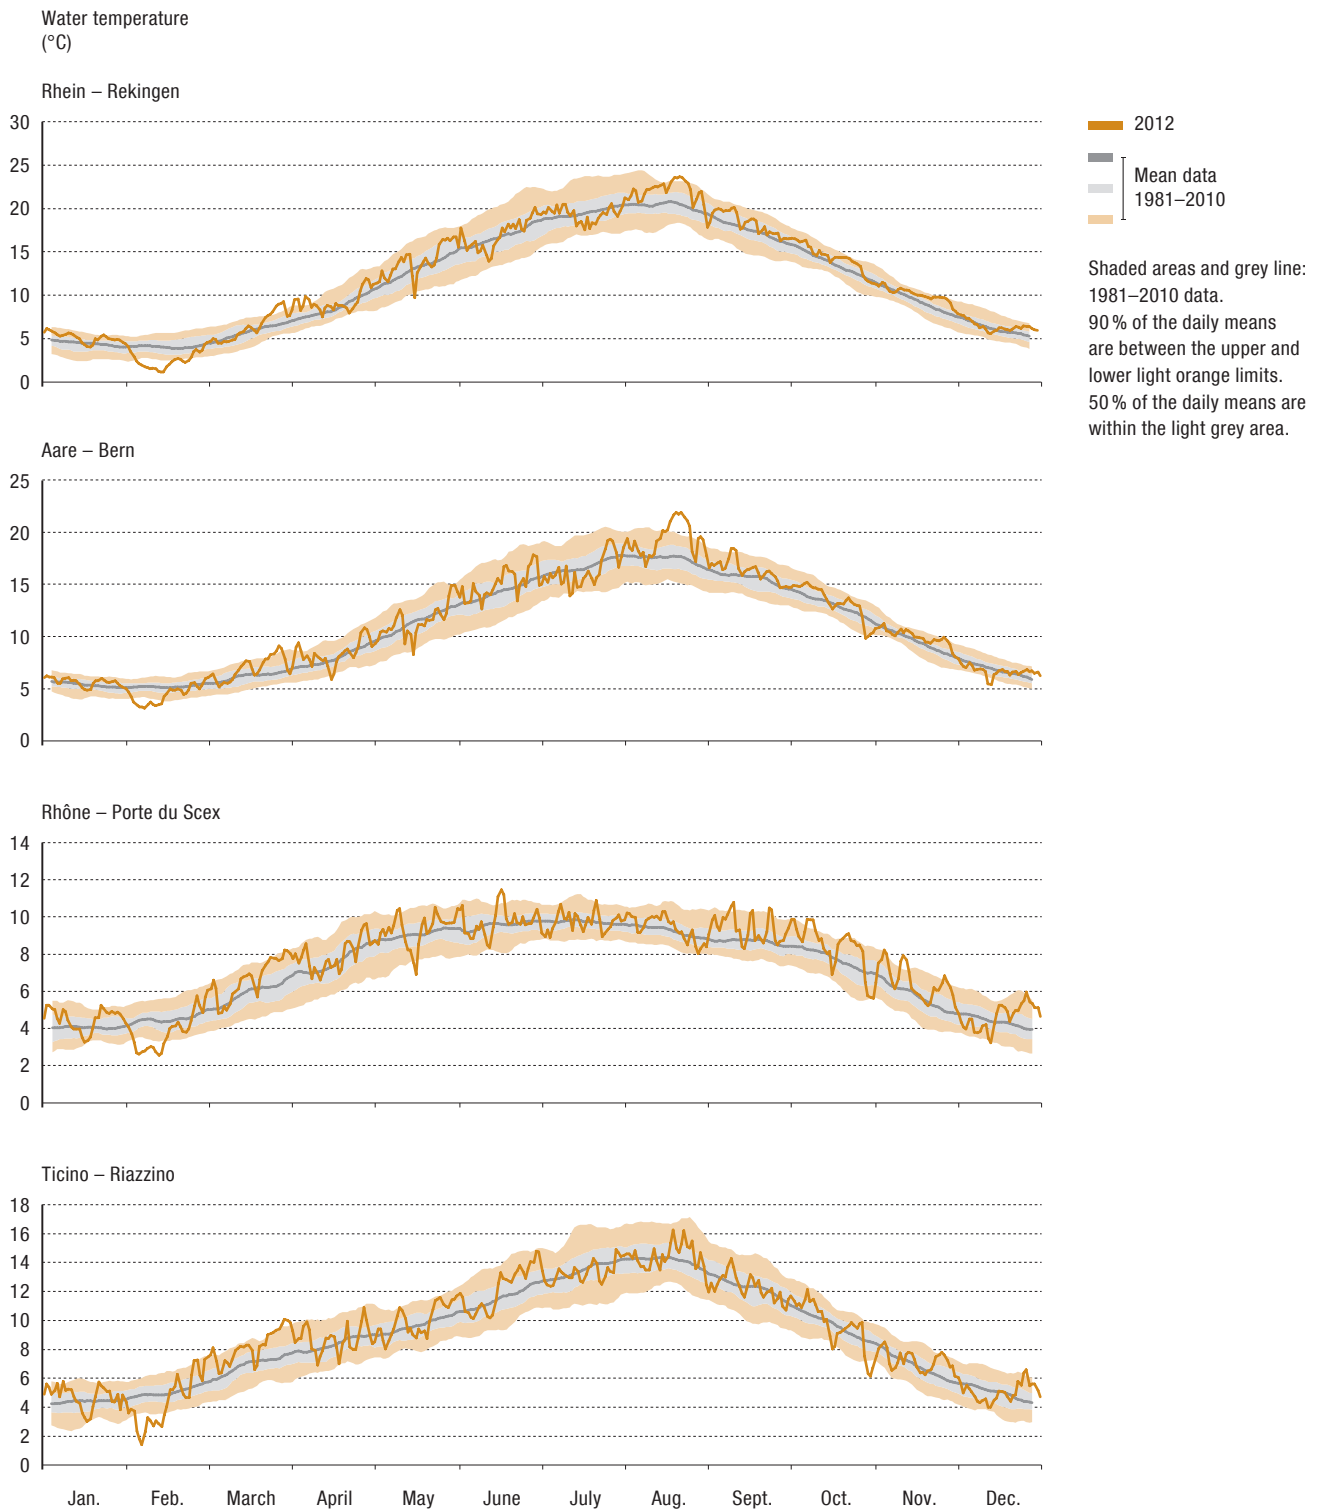 Water temperature
(°C)
Rhein – Rekingen
30
25
20
15
10
5
0
2012
Mean data
1981–2010
Shaded areas and grey line:
1981–2010 data.
90 % of the daily means
are between the upper and
lower light orange limits.
50 % of the daily means are
within the light grey area.
Aare – Bern
25
20
15
10
5
0
Rhône – Porte du Scex
14
12
10
8
6
4
2
0
Ticino – Riazzino
18
16
14
12
10
8
6
4
2
0
Jan. Feb. March April May June July Aug. Sept. Oct. Nov. Dec.